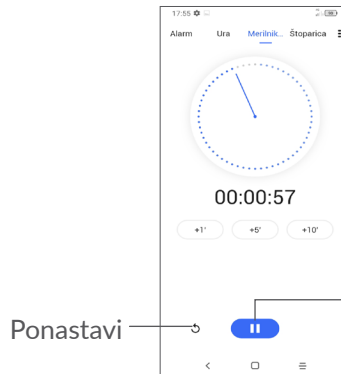 17:55
Alarm Ura Merilnik... Štoparica
00:00:57
+1' +5' +10'
Ponastavi